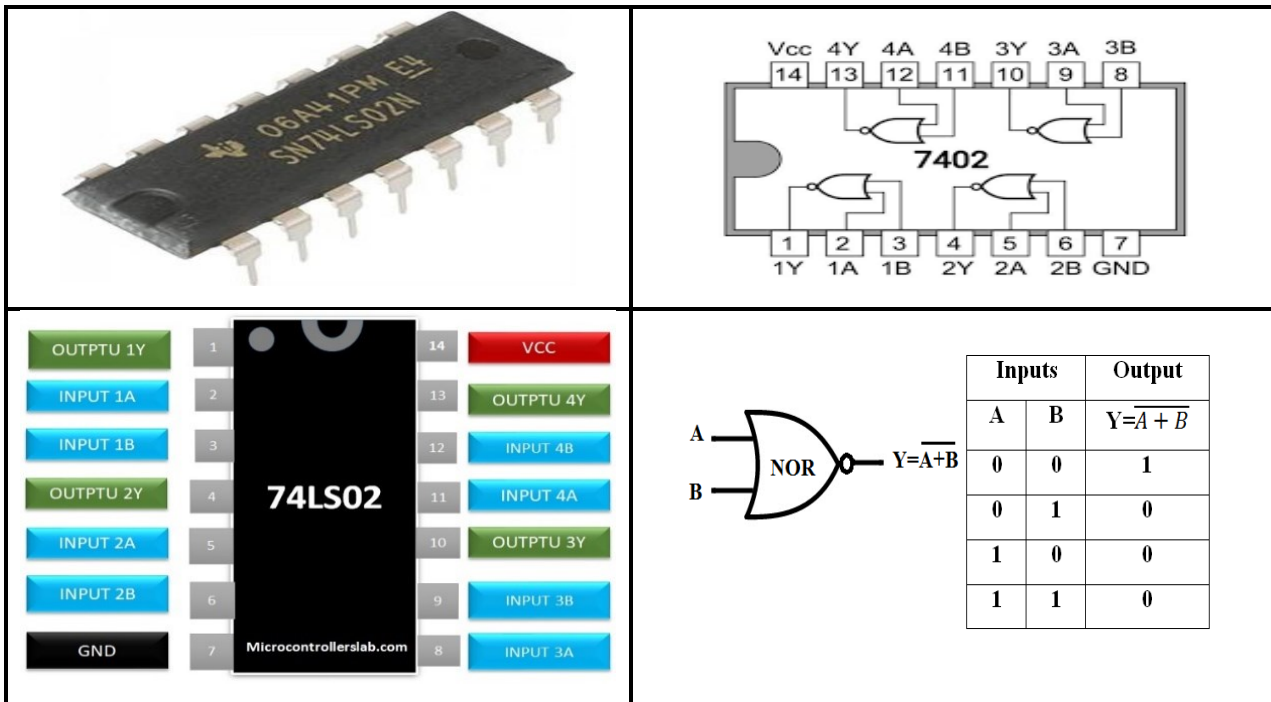 06A41PM E4
SN74LS02N
Vcc 4Y 4A 4B 3Y 3A 3B
14 13 12 11 10 9 8
7402
1 2 3 4 5 6 7
1Y 1A 1B 2Y 2A 2B GND
OUTPTU 1Y 1 14 VCC
INPUT 1A 2 13 OUTPTU 4Y
INPUT 1B 3 12 INPUT 4B
OUTPTU 2Y 4 74LS02 11 INPUT 4A
INPUT 2A 5 10 OUTPTU 3Y
INPUT 2B 6 9 INPUT 3B
GND 7 Microcontrollerslab.com 8 INPUT 3A
A
B
NOR
Y=A̅+̅B̅
Inputs Output
A B Y=A̅ ̅+̅ ̅B̅
0 0 1
0 1 0
1 0 0
1 1 0